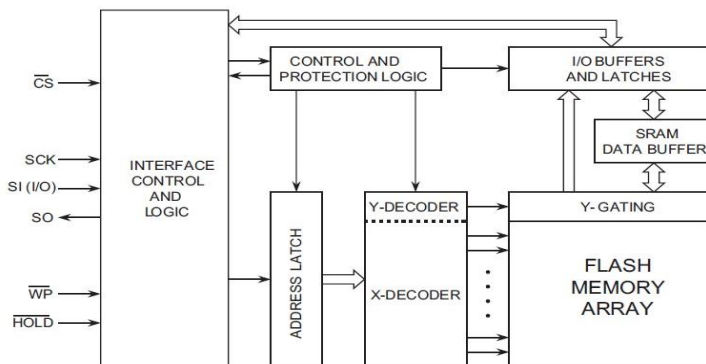 CS
SCK
SI (I/O)
SO
WP
HOLD
INTERFACE
CONTROL
AND
LOGIC
CONTROL AND
PROTECTION LOGIC
I/O BUFFERS
AND LATCHES
SRAM
DATA BUFFER
ADDRESS LATCH
Y-DECODER
X-DECODER
Y- GATING
FLASH
MEMORY
ARRAY